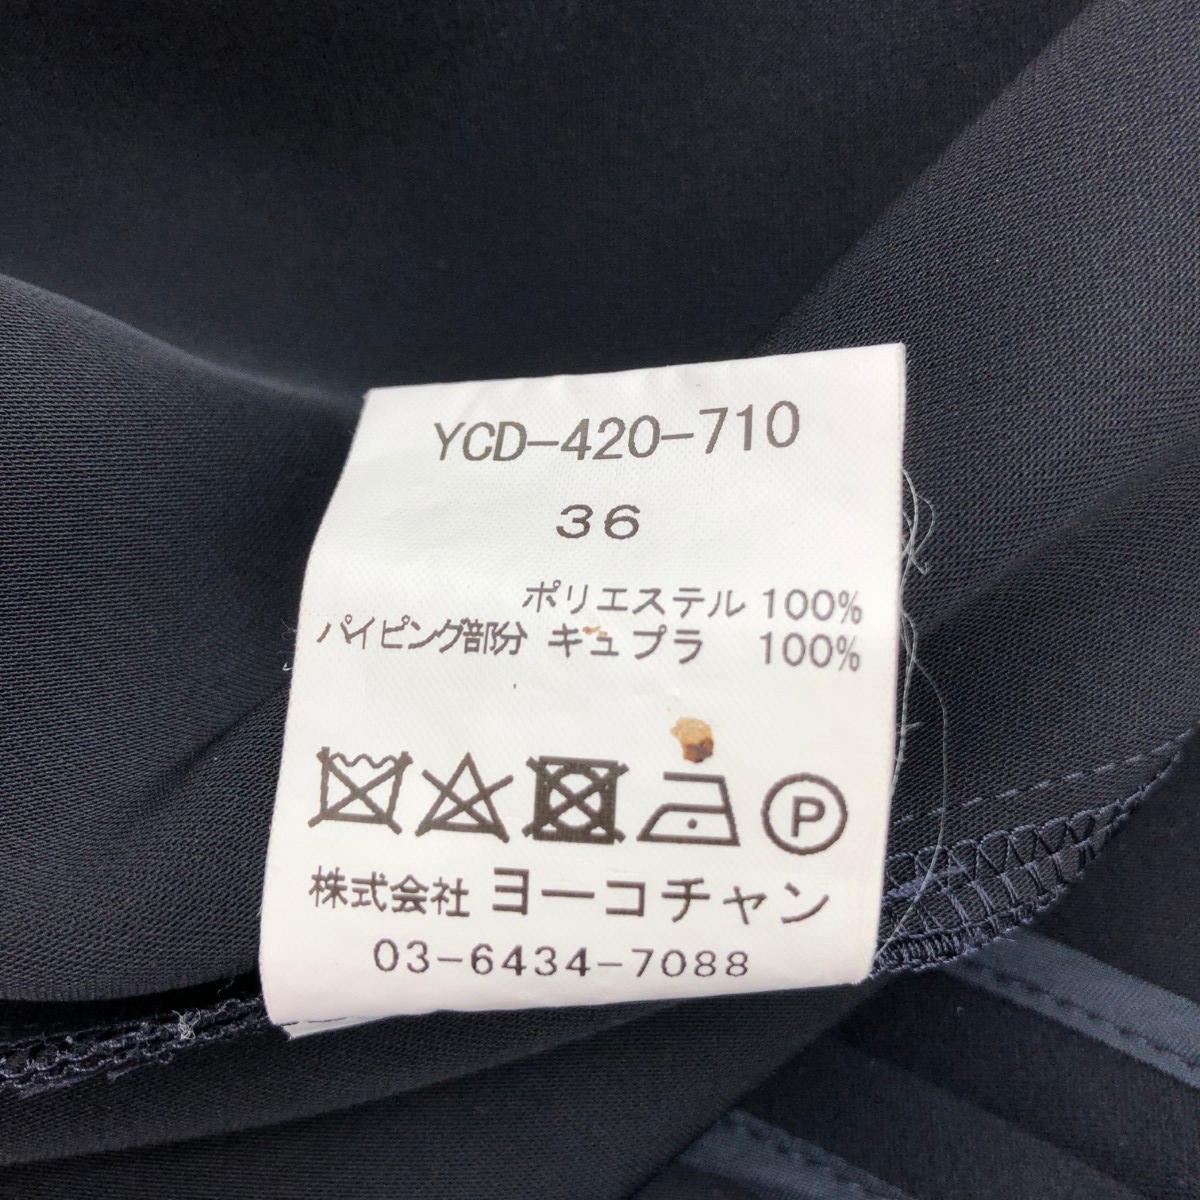 YCD-420-710
36
ポリエステル 100%
パイピング部分 キュプラ 100%
P
株式会社 ヨーコチャン
03-6434-7088